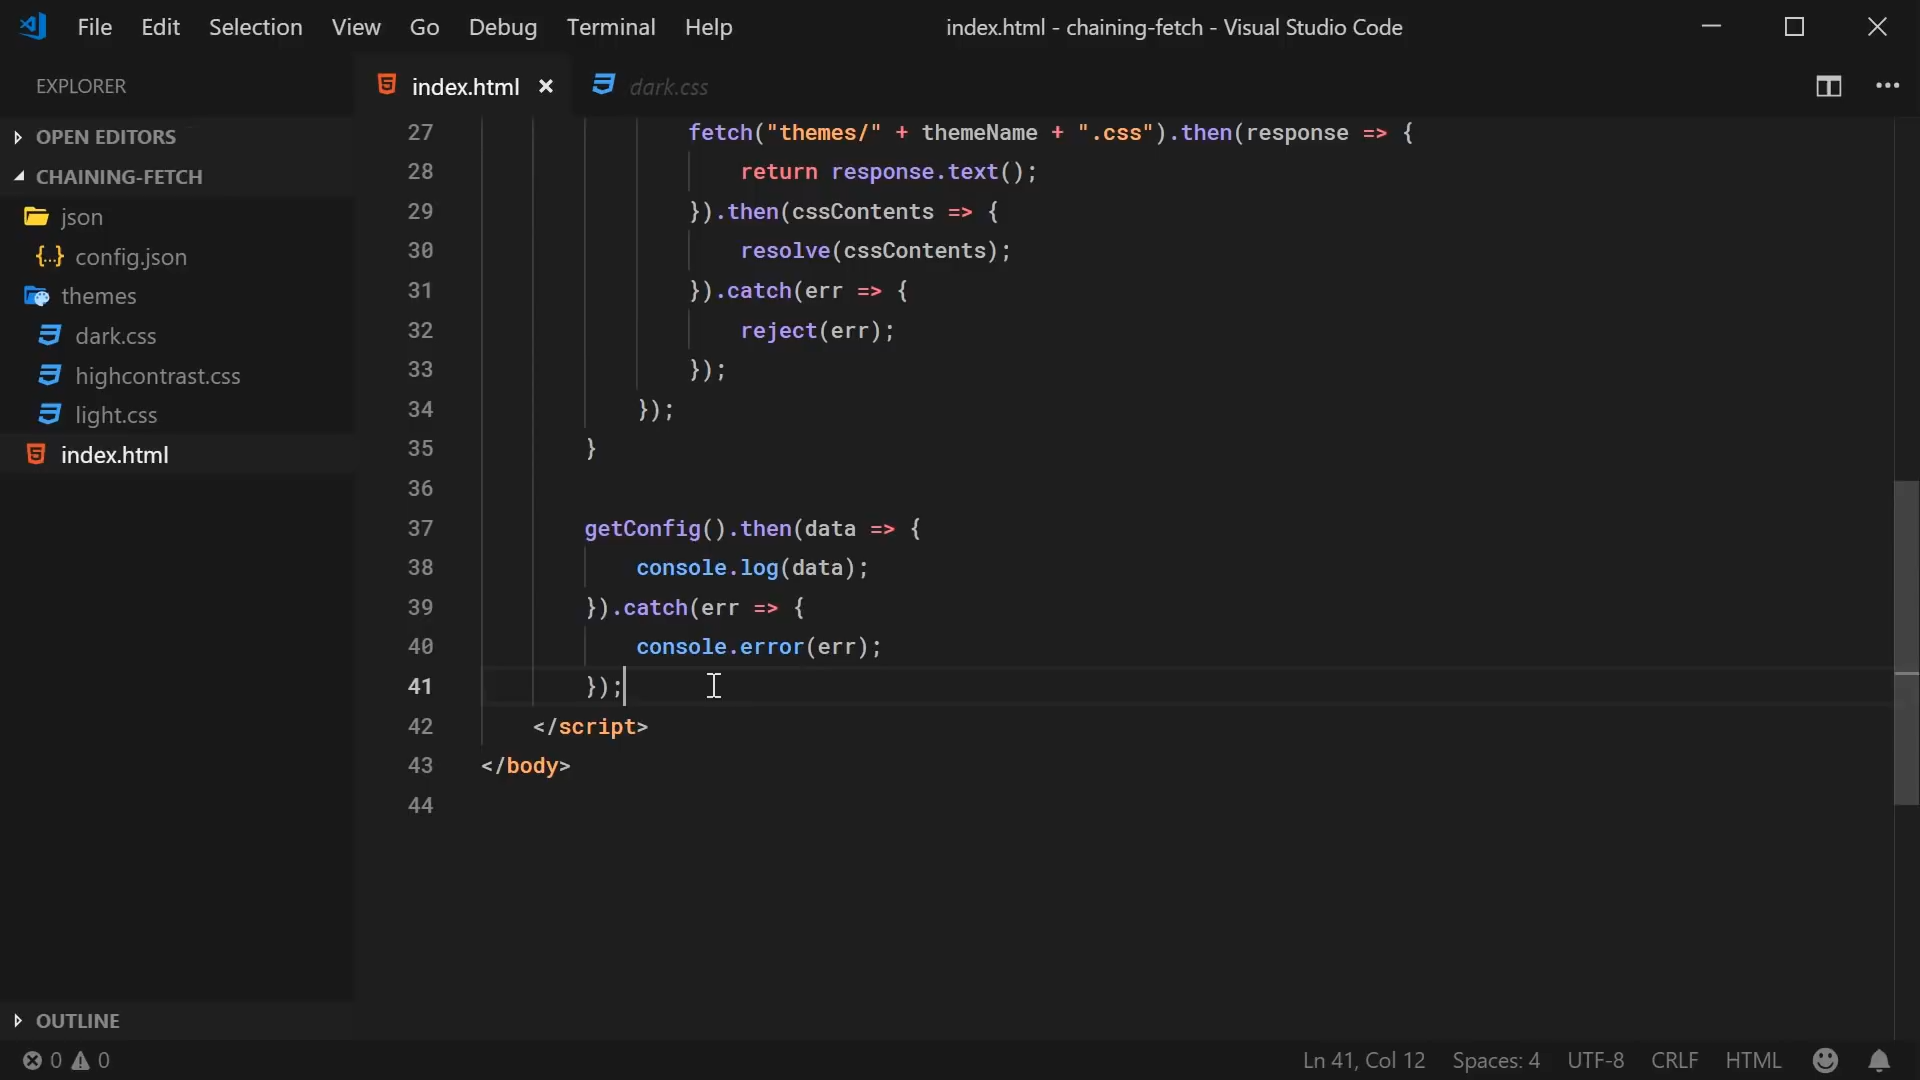 File Edit Selection View Go Debug Terminal Help index.html - chaining-fetch - Visual Studio Code
EXPLORER
index.html dark.css
OPEN EDITORS
CHAINING-FETCH
json
config.json
themes
dark.css
highcontrast.css
light.css
index.html
27 fetch("themes/" + themeName + ".css").then(response => {
28 return response.text();
29 }).then(cssContents => {
30 resolve(cssContents);
31 }).catch(err => {
32 reject(err);
33 });
34 });
35 }
36
37 getConfig().then(data => {
38 console.log(data);
39 }).catch(err => {
40 console.error(err);
41 });
42 </script>
43 </body>
44
OUTLINE
0 0 Ln 41, Col 12 Spaces: 4 UTF-8 CRLF HTML